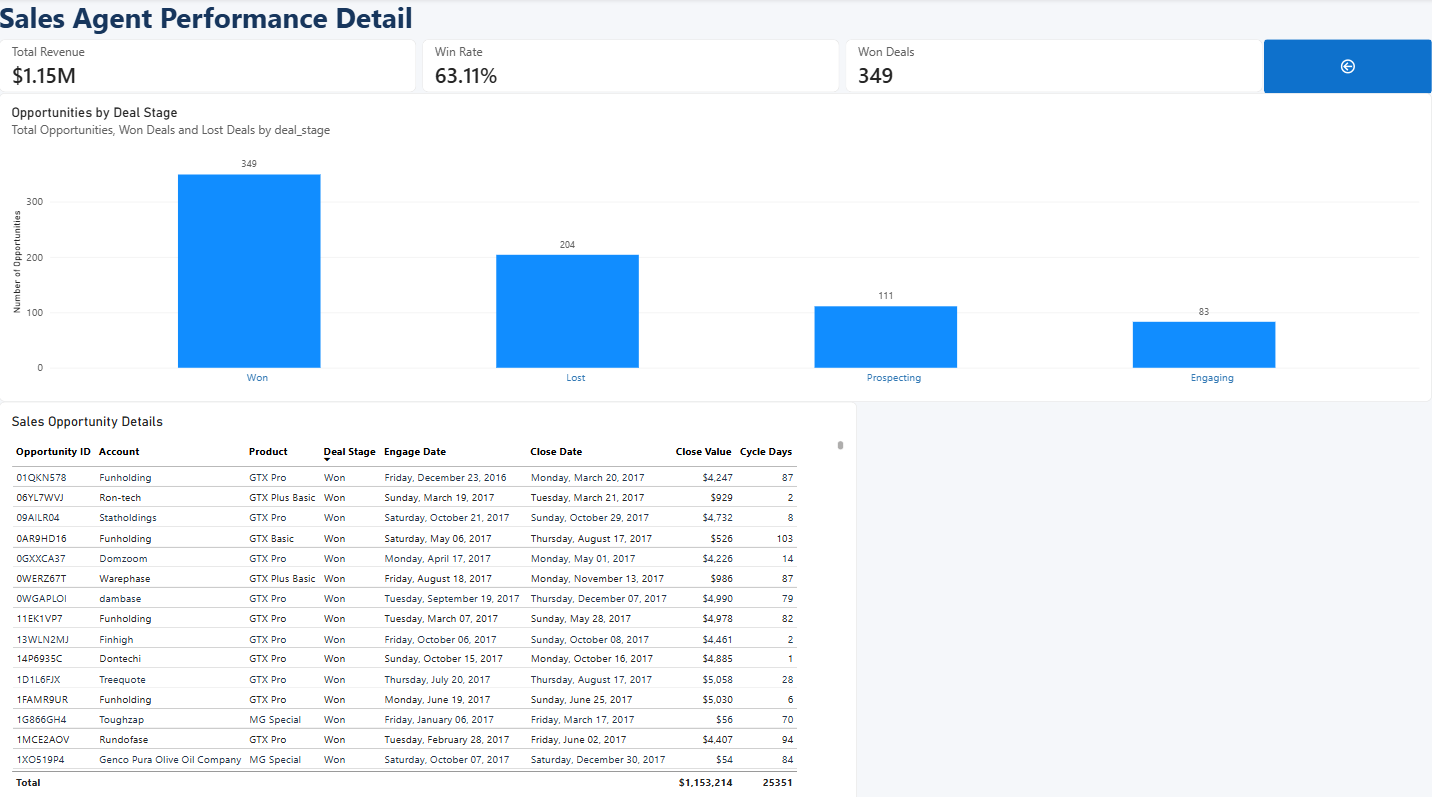 Sales Agent Performance Detail
Total Revenue
$1.15M
Win Rate
63.11%
Won Deals
349
Opportunities by Deal Stage
Total Opportunities, Won Deals and Lost Deals by deal_stage
Number of Opportunities
300
200
100
0
349
204
111
83
Won Lost Prospecting Engaging
Sales Opportunity Details
Opportunity ID Account Product Deal Stage Engage Date Close Date Close Value Cycle Days
01QKN578 Funholding GTX Pro Won Friday, December 23, 2016 Monday, March 20, 2017 $4,247 87
06YL7WVJ Ron-tech GTX Plus Basic Won Sunday, March 19, 2017 Tuesday, March 21, 2017 $929 2
09AILR04 Statholdings GTX Pro Won Saturday, October 21, 2017 Sunday, October 29, 2017 $4,732 8
0AR9HD16 Funholding GTX Basic Won Saturday, May 06, 2017 Thursday, August 17, 2017 $526 103
0GXXCA37 Domzoom GTX Pro Won Monday, April 17, 2017 Monday, May 01, 2017 $4,226 14
0WERZ67T Warephase GTX Plus Basic Won Friday, August 18, 2017 Monday, November 13, 2017 $986 87
0WGAPLOI dambase GTX Pro Won Tuesday, September 19, 2017 Thursday, December 07, 2017 $4,990 79
11EK1VP7 Funholding GTX Pro Won Tuesday, March 07, 2017 Sunday, May 28, 2017 $4,978 82
13WLN2MJ Finhigh GTX Pro Won Friday, October 06, 2017 Sunday, October 08, 2017 $4,461 2
14P6935C Dontechi GTX Pro Won Sunday, October 15, 2017 Monday, October 16, 2017 $4,885 1
1D1L6FJX Treequote GTX Pro Won Thursday, July 20, 2017 Thursday, August 17, 2017 $5,058 28
1FAMR9UR Funholding GTX Pro Won Monday, June 19, 2017 Sunday, June 25, 2017 $5,030 6
1G866GH4 Toughzap MG Special Won Friday, January 06, 2017 Friday, March 17, 2017 $56 70
1MCE2AOV Rundofase GTX Pro Won Tuesday, February 28, 2017 Friday, June 02, 2017 $4,407 94
1XO519P4 Genco Pura Olive Oil Company MG Special Won Saturday, October 07, 2017 Saturday, December 30, 2017 $54 84
Total $1,153,214 25351